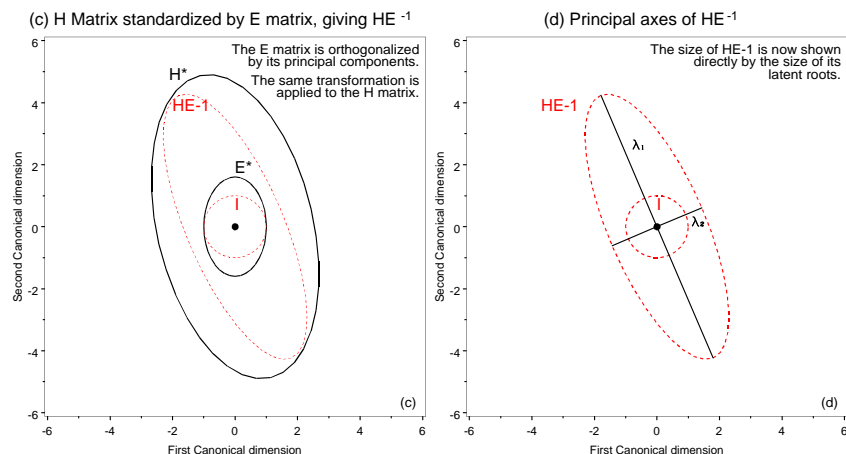 (c) H Matrix standardized by E matrix, giving HE -1
The E matrix is orthogonalized
by its principal components.
The same transformation is
applied to the H matrix.
H*
HE-1
E*
I
(c)
Second Canonical dimension
6
4
2
0
-2
-4
-6
-6 -4 -2 0 2 4 6
First Canonical dimension
(d) Principal axes of HE-1
The size of HE-1 is now shown
directly by the size of its
latent roots.
HE-1
λ1
I
λ2
(d)
Second Canonical dimension
6
4
2
0
-2
-4
-6
-6 -4 -2 0 2 4 6
First Canonical dimension